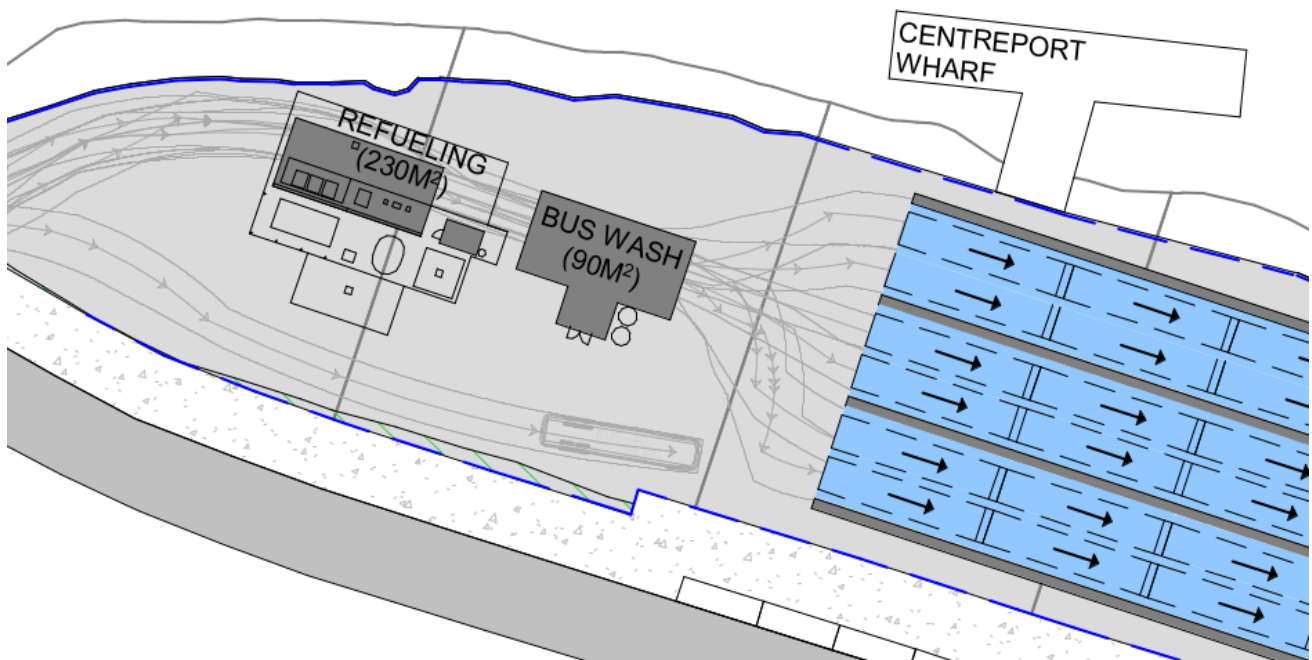 CENTREPORT
WHARF
REFUELING
(230M²)
BUS WASH
(90M²)